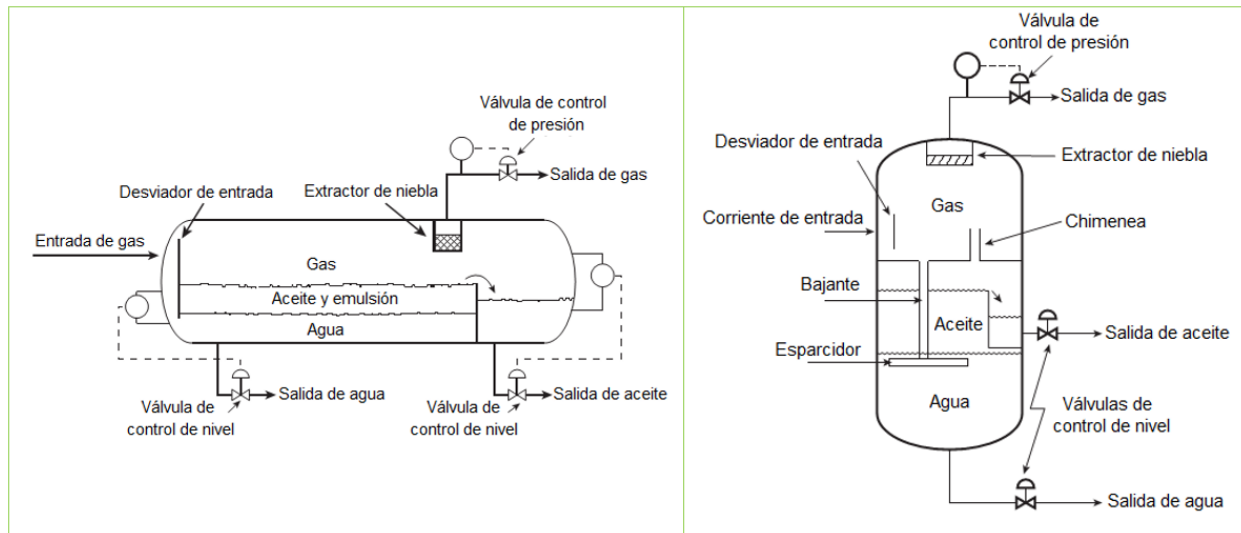 Válvula de control
de presión
Salida de gas
Desviador de entrada
Extractor de niebla
Entrada de gas
Gas
Aceite y emulsión
Agua
Salida de agua
Salida de aceite
Válvula de
control de nivel
Válvula de
control de nivel
Válvula de
control de presión
Salida de gas
Desviador de entrada
Extractor de niebla
Gas
Corriente de entrada
Chimenea
Bajante
Aceite
Salida de aceite
Esparcidor
Agua
Válvulas de
control de nivel
Salida de agua